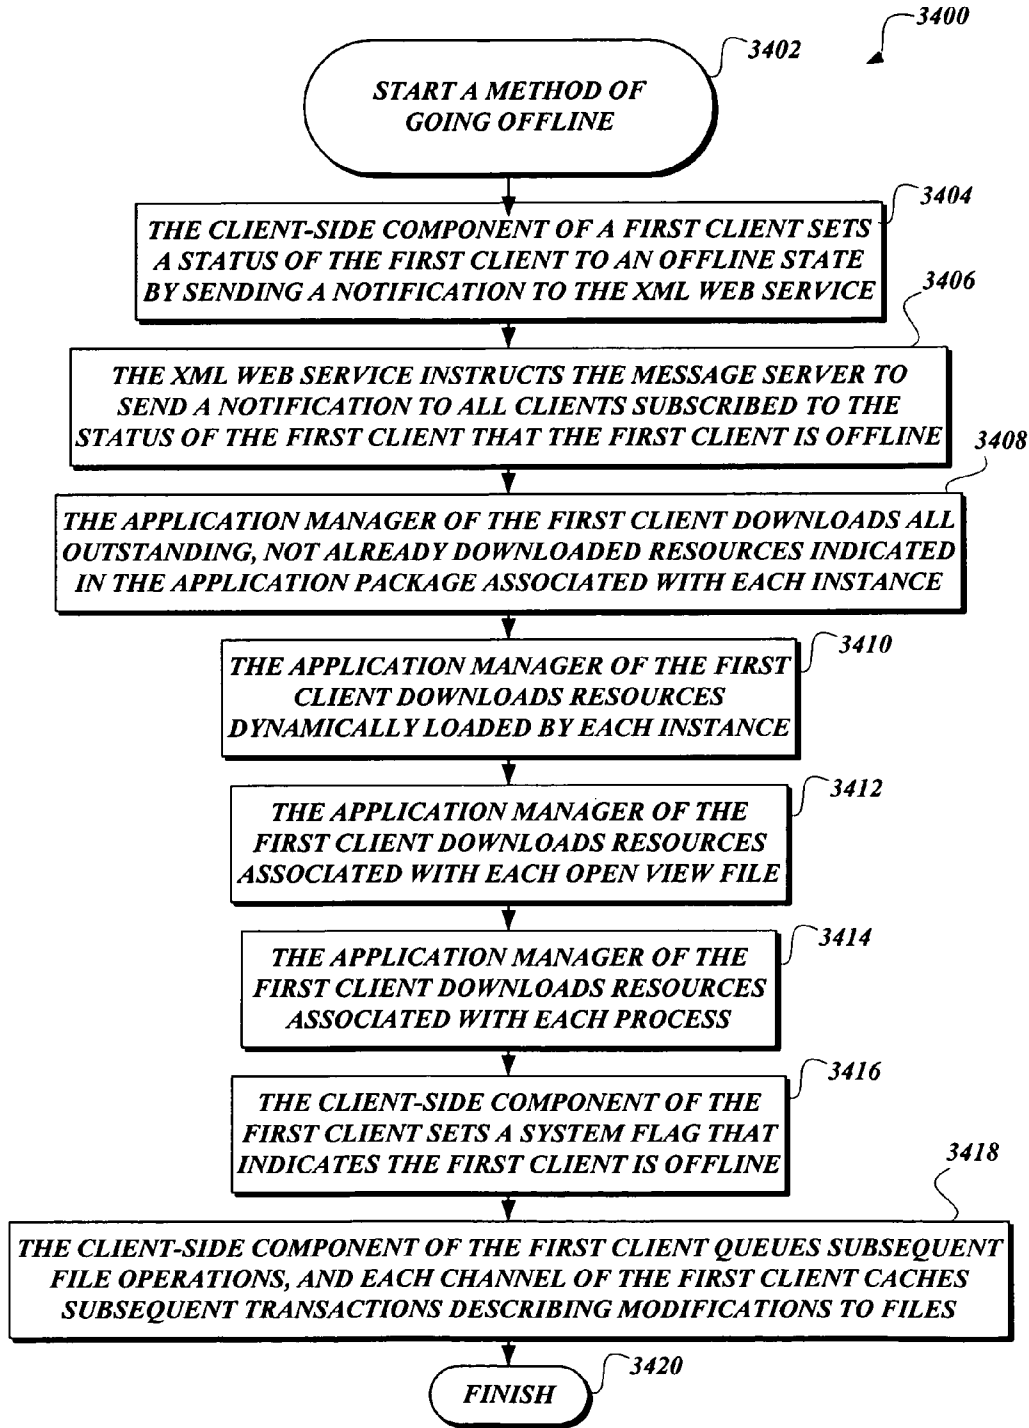 3400
3402
START A METHOD OF
GOING OFFLINE
3404
THE CLIENT-SIDE COMPONENT OF A FIRST CLIENT SETS
A STATUS OF THE FIRST CLIENT TO AN OFFLINE STATE
BY SENDING A NOTIFICATION TO THE XML WEB SERVICE
3406
THE XML WEB SERVICE INSTRUCTS THE MESSAGE SERVER TO
SEND A NOTIFICATION TO ALL CLIENTS SUBSCRIBED TO THE
STATUS OF THE FIRST CLIENT THAT THE FIRST CLIENT IS OFFLINE
3408
THE APPLICATION MANAGER OF THE FIRST CLIENT DOWNLOADS ALL
OUTSTANDING, NOT ALREADY DOWNLOADED RESOURCES INDICATED
IN THE APPLICATION PACKAGE ASSOCIATED WITH EACH INSTANCE
3410
THE APPLICATION MANAGER OF THE FIRST
CLIENT DOWNLOADS RESOURCES
DYNAMICALLY LOADED BY EACH INSTANCE
3412
THE APPLICATION MANAGER OF THE
FIRST CLIENT DOWNLOADS RESOURCES
ASSOCIATED WITH EACH OPEN VIEW FILE
3414
THE APPLICATION MANAGER OF THE
FIRST CLIENT DOWNLOADS RESOURCES
ASSOCIATED WITH EACH PROCESS
3416
THE CLIENT-SIDE COMPONENT OF THE
FIRST CLIENT SETS A SYSTEM FLAG THAT
INDICATES THE FIRST CLIENT IS OFFLINE
3418
THE CLIENT-SIDE COMPONENT OF THE FIRST CLIENT QUEUES SUBSEQUENT
FILE OPERATIONS, AND EACH CHANNEL OF THE FIRST CLIENT CACHES
SUBSEQUENT TRANSACTIONS DESCRIBING MODIFICATIONS TO FILES
3420
FINISH